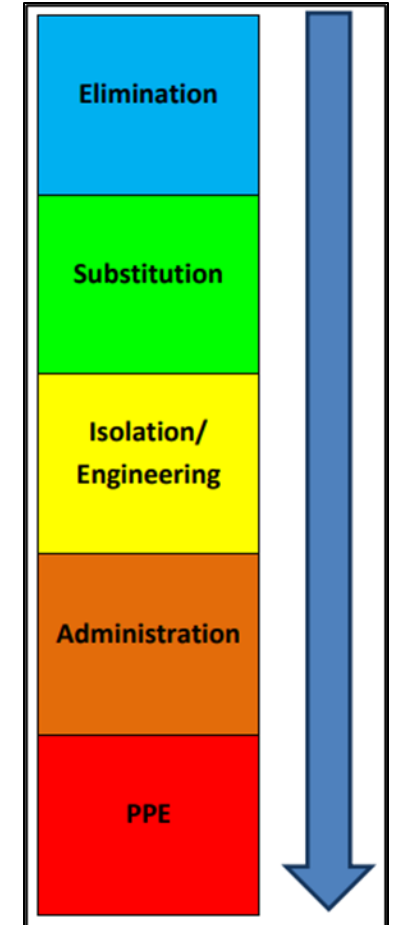 Elimination
Substitution
Isolation/
Engineering
Administration
PPE